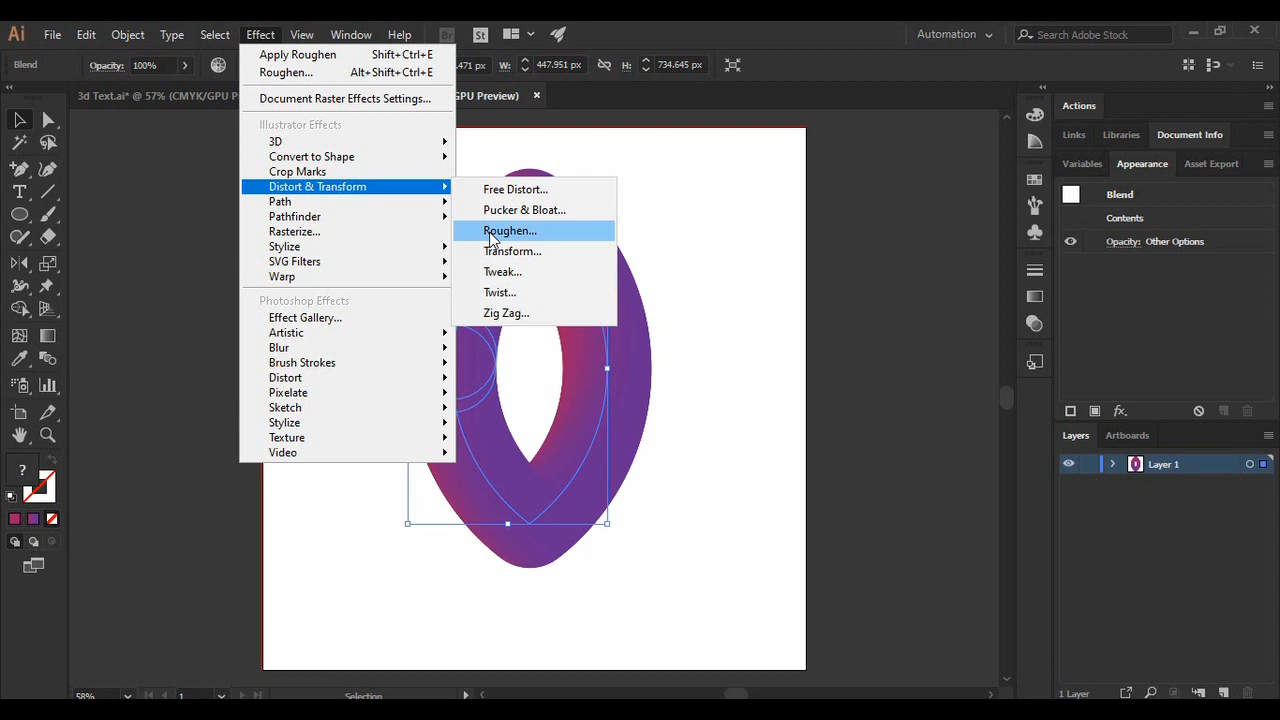 Ai File Edit Object Type Select Effect View Window Help Br St Automation Search Adobe Stock
Blend Opacity: 100% .471 px W: 447.951 px H: 734.645 px
3d Text.ai* @ 57% (CMYK/GPU P GPU Preview) ×
Apply Roughen Shift+Ctrl+E
Roughen... Alt+Shift+Ctrl+E
Document Raster Effects Settings...
Illustrator Effects
3D
Convert to Shape
Crop Marks
Distort & Transform
Path
Pathfinder
Rasterize...
Stylize
SVG Filters
Warp
Photoshop Effects
Effect Gallery...
Artistic
Blur
Brush Strokes
Distort
Pixelate
Sketch
Stylize
Texture
Video
Free Distort...
Pucker & Bloat...
Roughen...
Transform...
Tweak...
Twist...
Zig Zag...
?
Actions
Links Libraries Document Info
Variables Appearance Asset Export
Blend
Contents
Opacity: Other Options
fx
Layers Artboards
Layer 1
58% 1 Selection
1 Layer